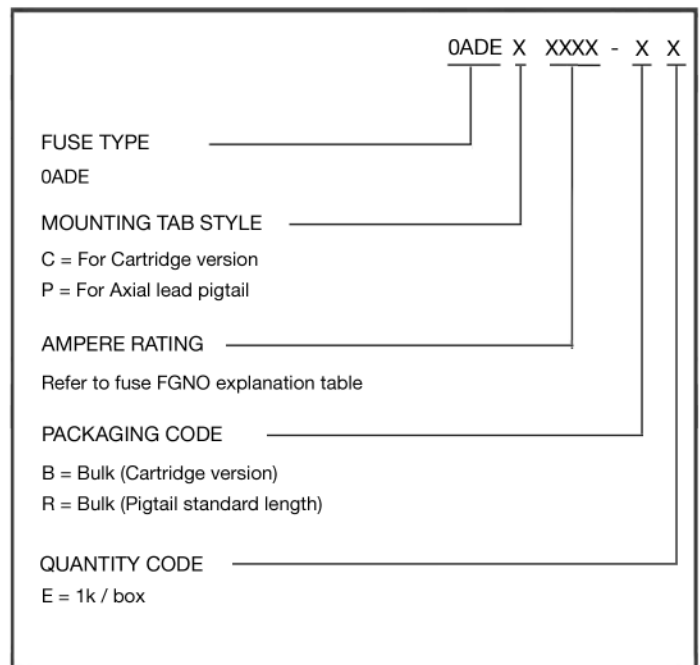 0ADE X XXXX - X X
FUSE TYPE
0ADE
MOUNTING TAB STYLE
C = For Cartridge version
P = For Axial lead pigtail
AMPERE RATING
Refer to fuse FGNO explanation table
PACKAGING CODE
B = Bulk (Cartridge version)
R = Bulk (Pigtail standard length)
QUANTITY CODE
E = 1k / box